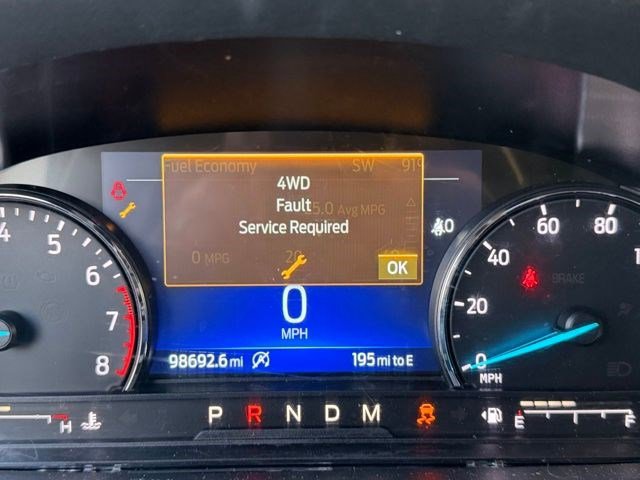 Fuel Economy SW 919
4WD
Fault
5.0 Avg MPG
Service Required
0 MPG 20
OK
0
MPH
98692.6 mi 195 mi to E
4 5 6 7 8
0 20 40 60 80
MPH
BRAKE
H
P R N D M
E F